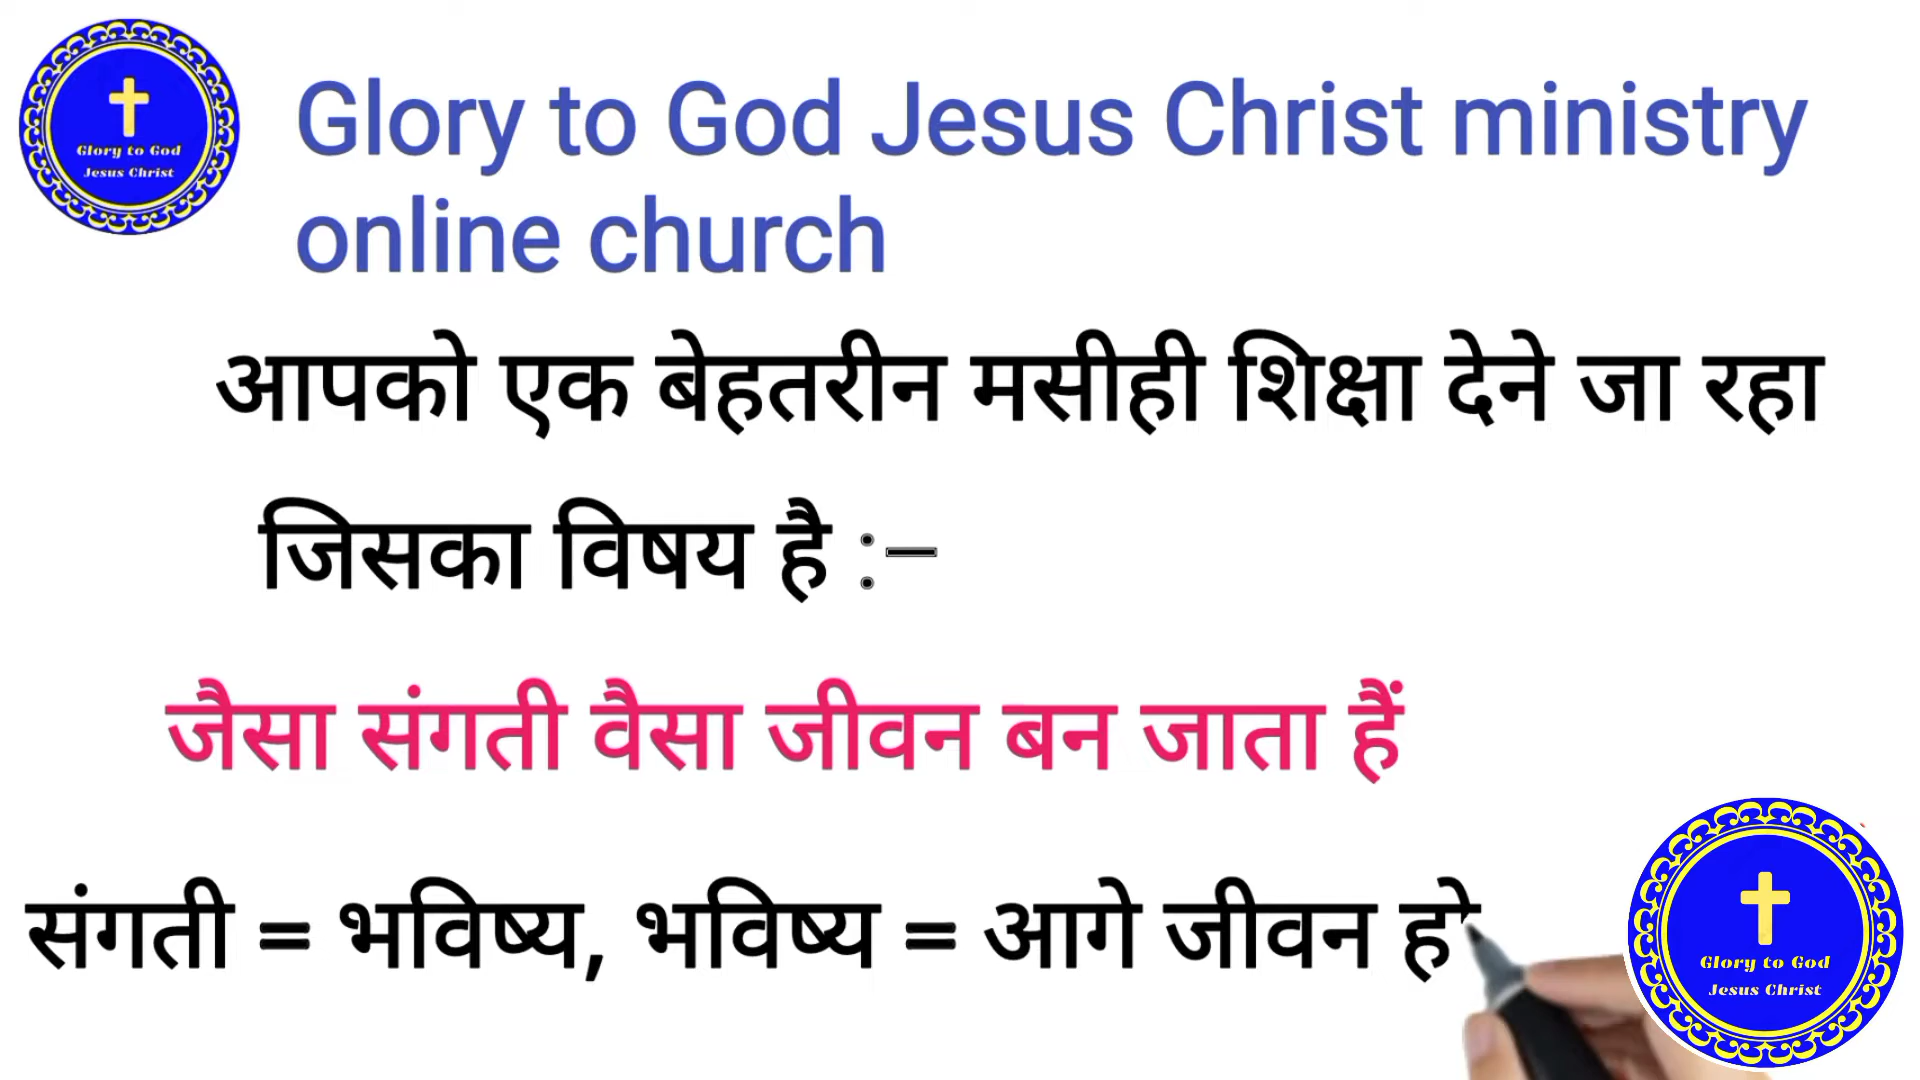 Glory to God
Jesus Christ
Glory to God Jesus Christ ministry
online church
आपको एक बेहतरीन मसीही शिक्षा देने जा रहा
जिसका विषय है :–
जैसा संगती वैसा जीवन बन जाता हैं
संगती = भविष्य, भविष्य = आगे जीवन हो
Glory to God
Jesus Christ